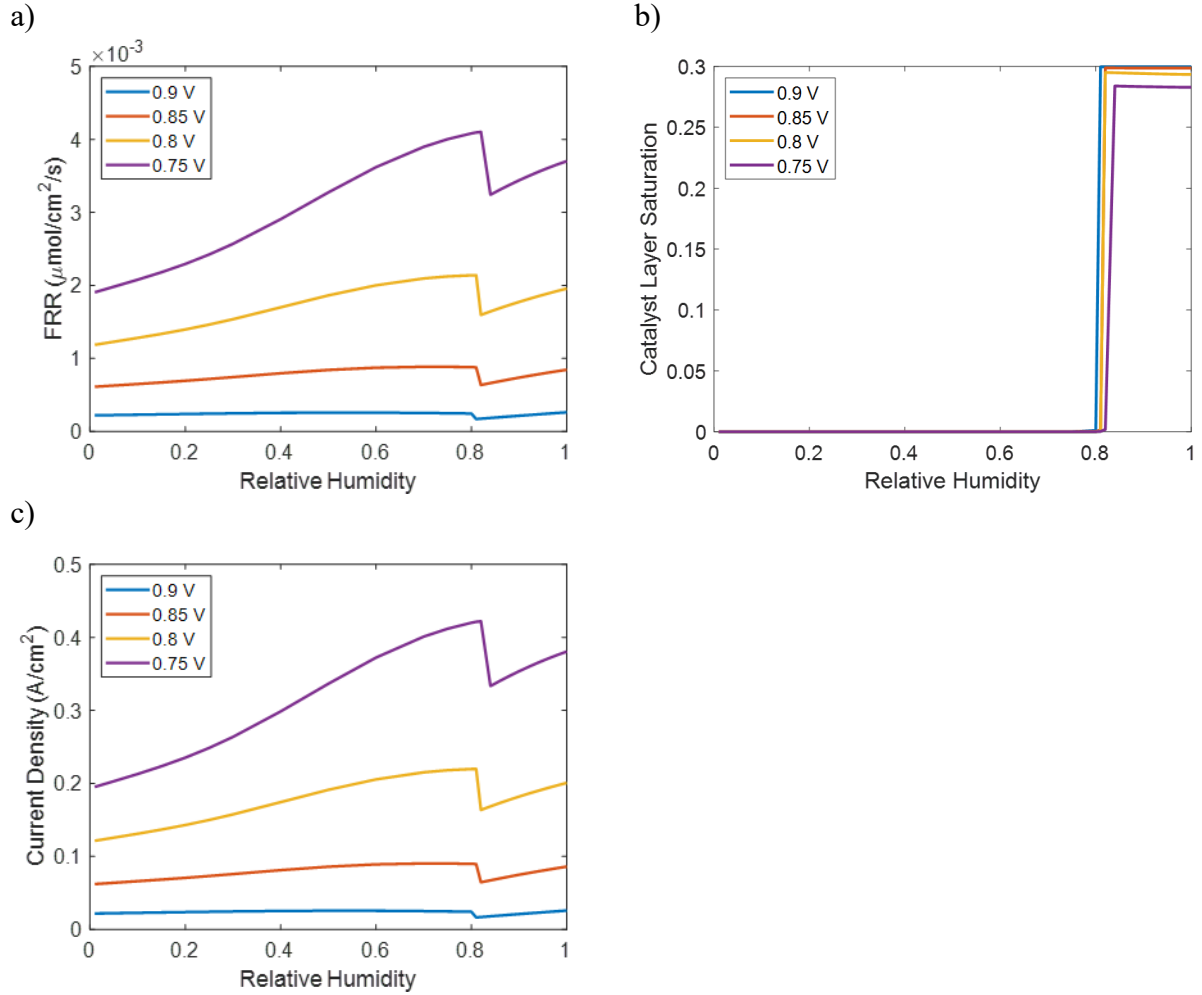 a)
×10⁻³
5
4
3
2
1
0
FRR (μmol/cm²/s)
0.9 V
0.85 V
0.8 V
0.75 V
0 0.2 0.4 0.6 0.8 1
Relative Humidity
b)
0.3
0.25
0.2
0.15
0.1
0.05
0
Catalyst Layer Saturation
0.9 V
0.85 V
0.8 V
0.75 V
0 0.2 0.4 0.6 0.8 1
Relative Humidity
c)
0.5
0.4
0.3
0.2
0.1
0
Current Density (A/cm²)
0.9 V
0.85 V
0.8 V
0.75 V
0 0.2 0.4 0.6 0.8 1
Relative Humidity